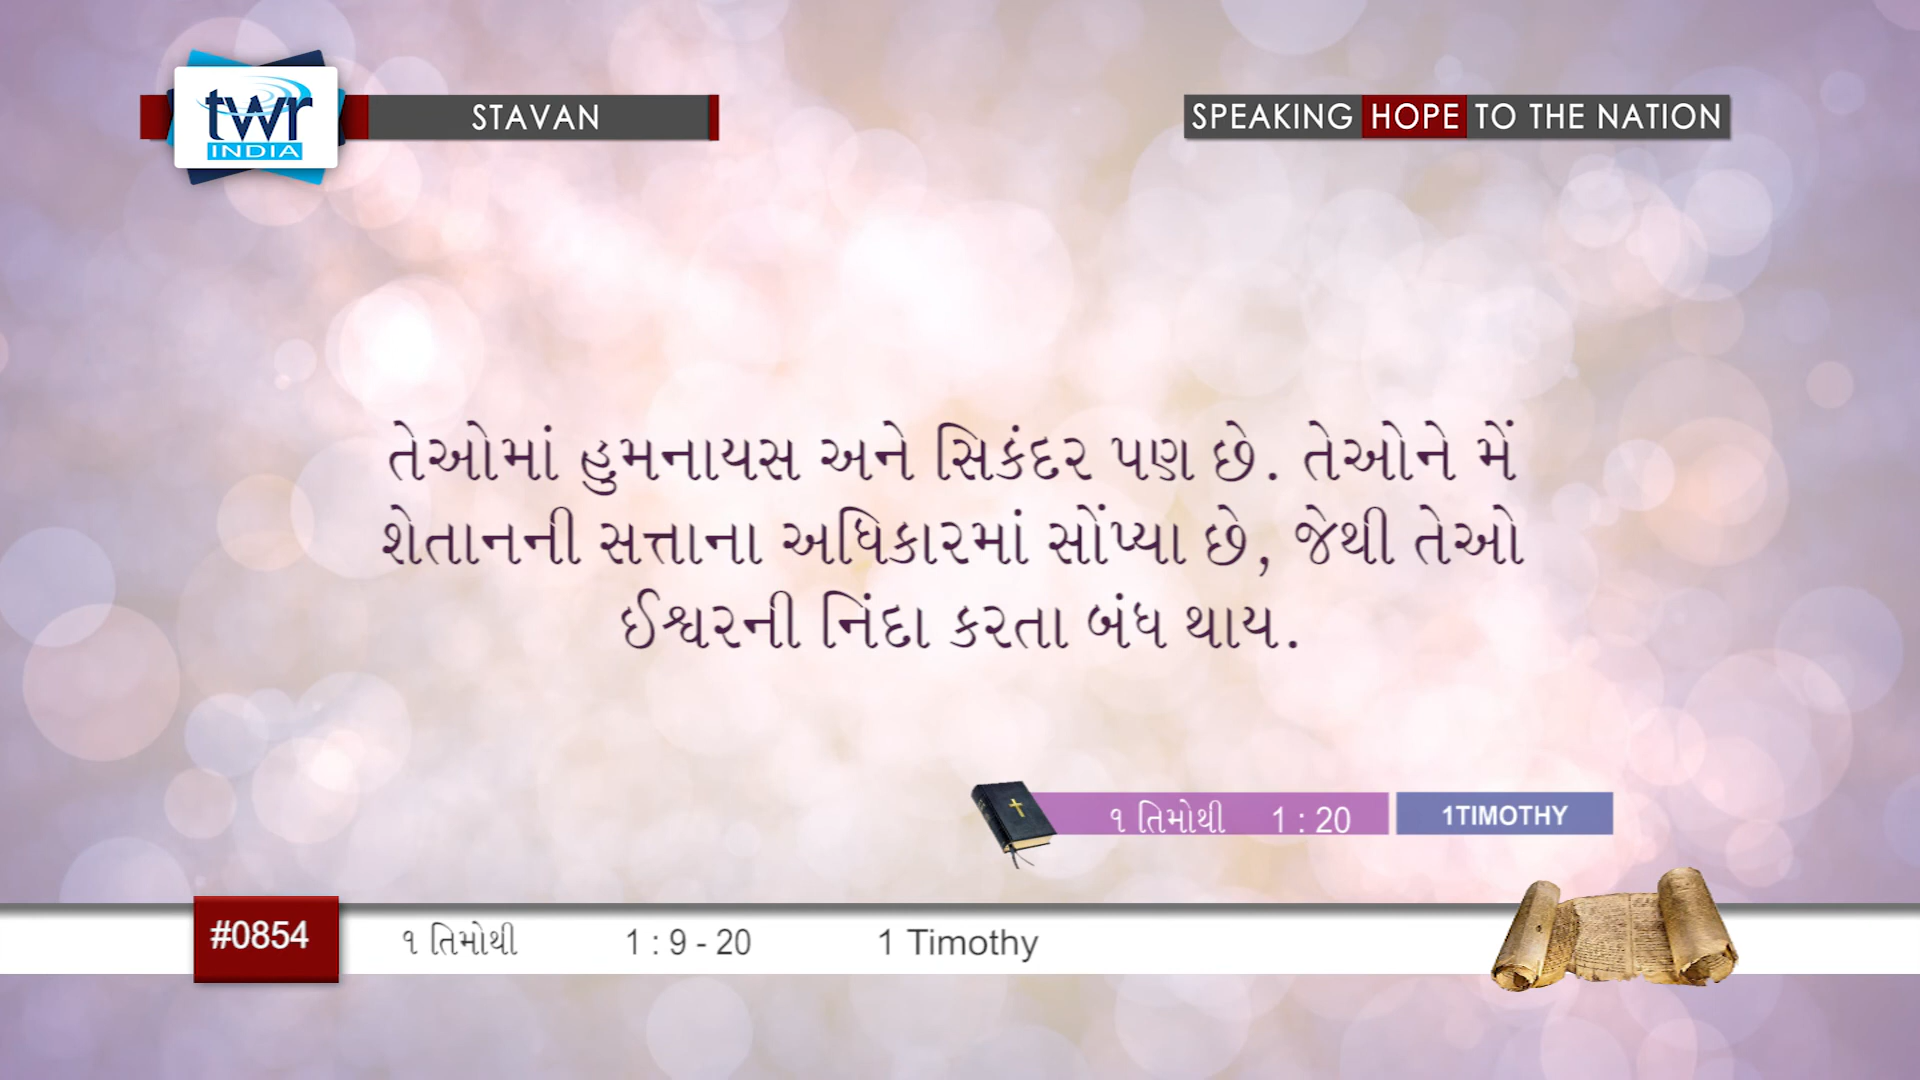 twr
INDIA
STAVAN
SPEAKING HOPE TO THE NATION
તેઓમાં હુમનાયસ અને સિકંદર પણ છે. તેઓને મેં
શેતાનની સત્તાના અધિકારમાં સોંપ્યા છે, જેથી તેઓ
ઈશ્વરની નિંદા કરતા બંધ થાય.
૧ તિમોથી 1 : 20 1TIMOTHY
#0854 ૧ તિમોથી 1 : 9 - 20 1 Timothy